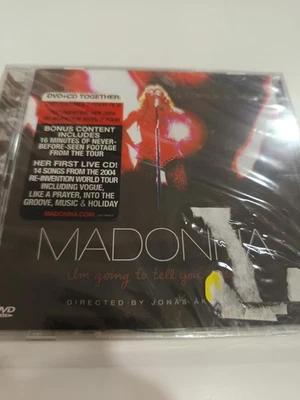 DVD+CD TOGETHER:
BONUS CONTENT
INCLUDES
16 MINUTES OF NEVER-
BEFORE-SEEN FOOTAGE
FROM THE TOUR
HER FIRST LIVE CD!
14 SONGS FROM THE 2004
RE-INVENTION WORLD TOUR
INCLUDING VOGUE,
LIKE A PRAYER, INTO THE
GROOVE, MUSIC & HOLIDAY
MADONNA.COM
MADONNA
I'm going to tell you
DIRECTED BY JONAS
DVD